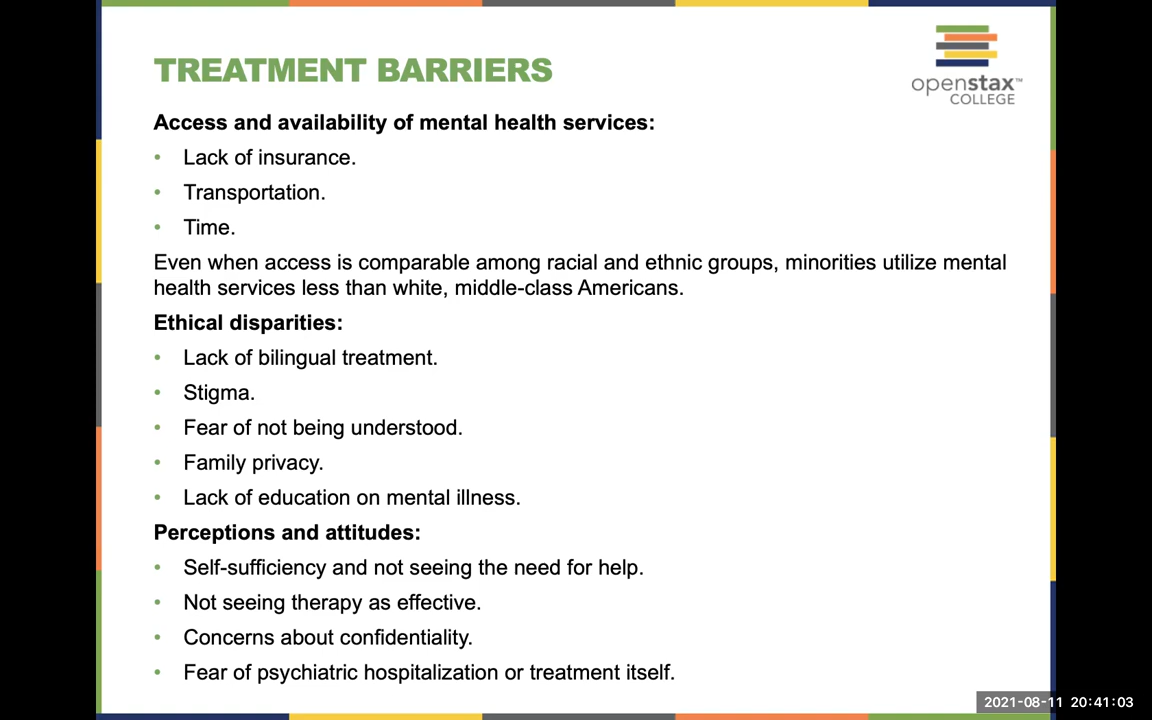 TREATMENT BARRIERS
openstax™
COLLEGE
Access and availability of mental health services:
• Lack of insurance.
• Transportation.
• Time.
Even when access is comparable among racial and ethnic groups, minorities utilize mental
health services less than white, middle-class Americans.
Ethical disparities:
• Lack of bilingual treatment.
• Stigma.
• Fear of not being understood.
• Family privacy.
• Lack of education on mental illness.
Perceptions and attitudes:
• Self-sufficiency and not seeing the need for help.
• Not seeing therapy as effective.
• Concerns about confidentiality.
• Fear of psychiatric hospitalization or treatment itself.
2021-08-11 20:41:03